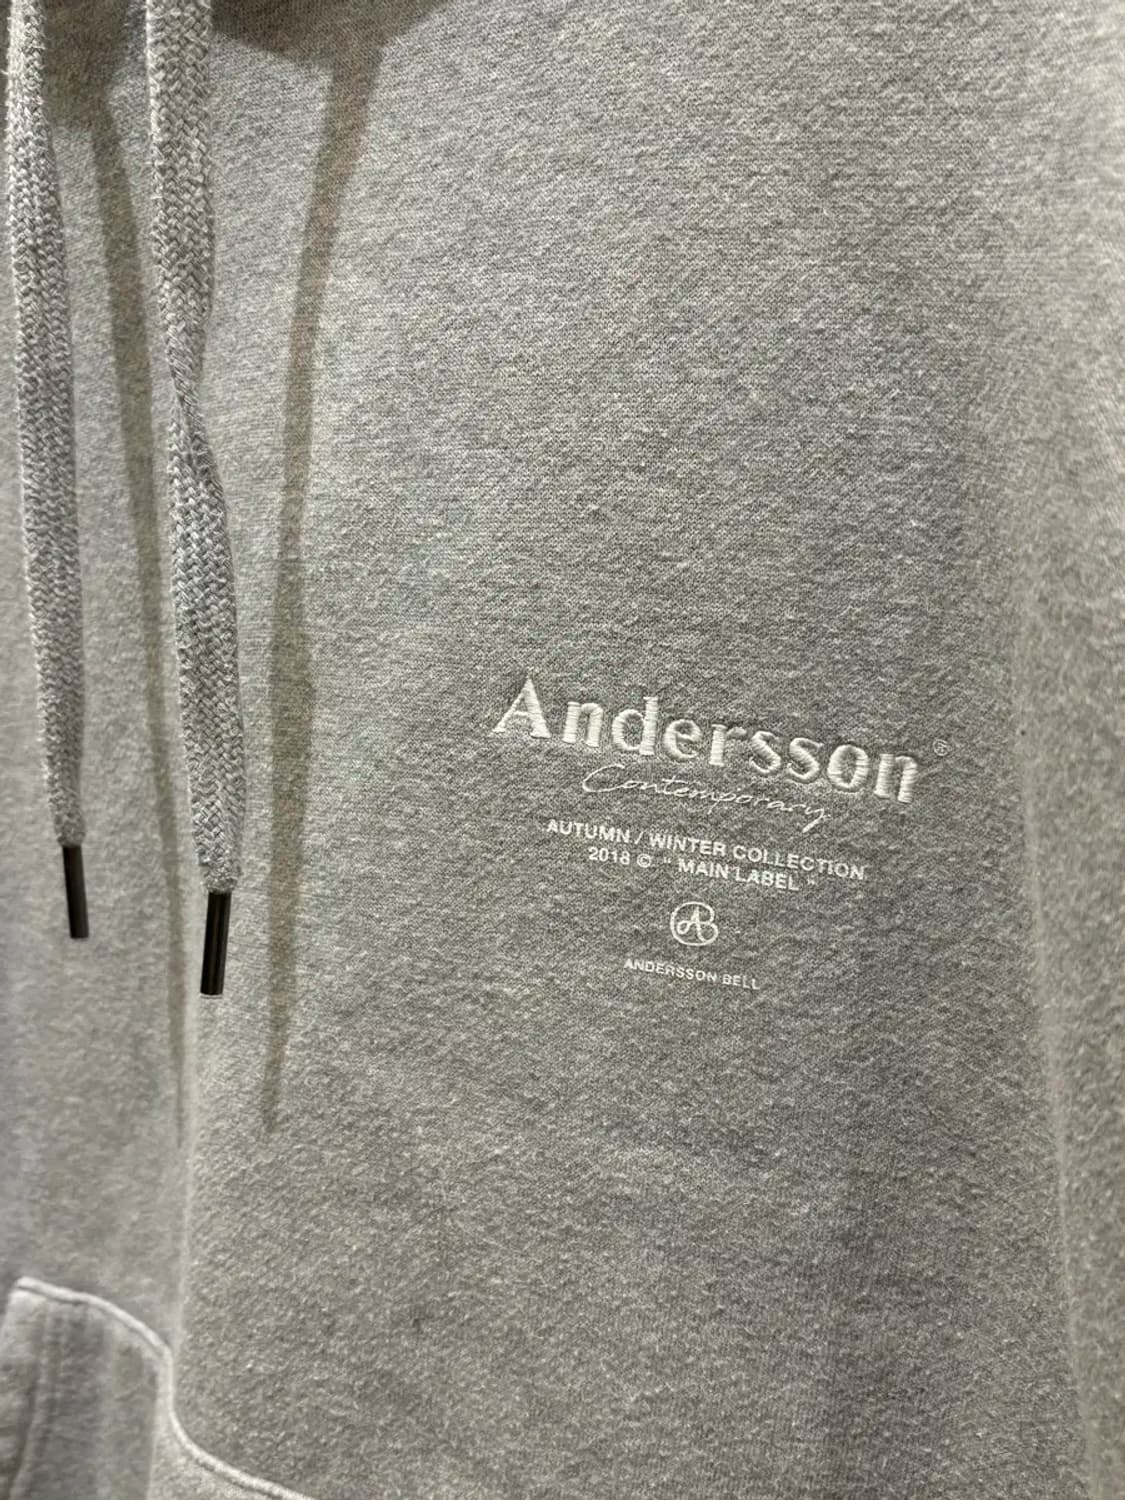 Andersson®
Contemporary
AUTUMN / WINTER COLLECTION
2018 © " MAIN LABEL "
AB
ANDERSSON BELL